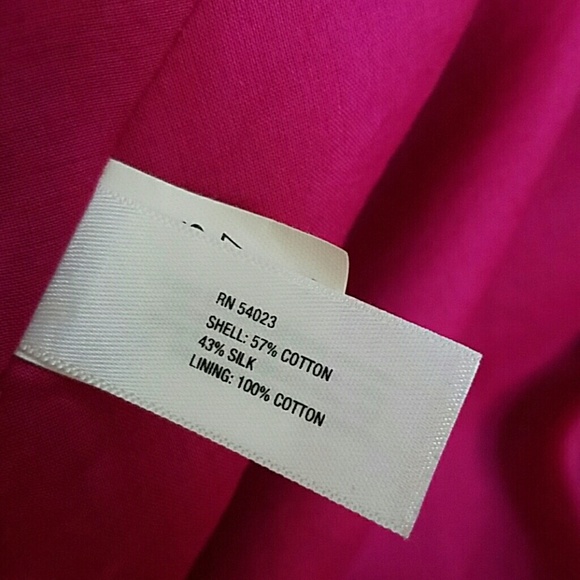 RN 54023
SHELL: 57% COTTON
43% SILK
LINING: 100% COTTON